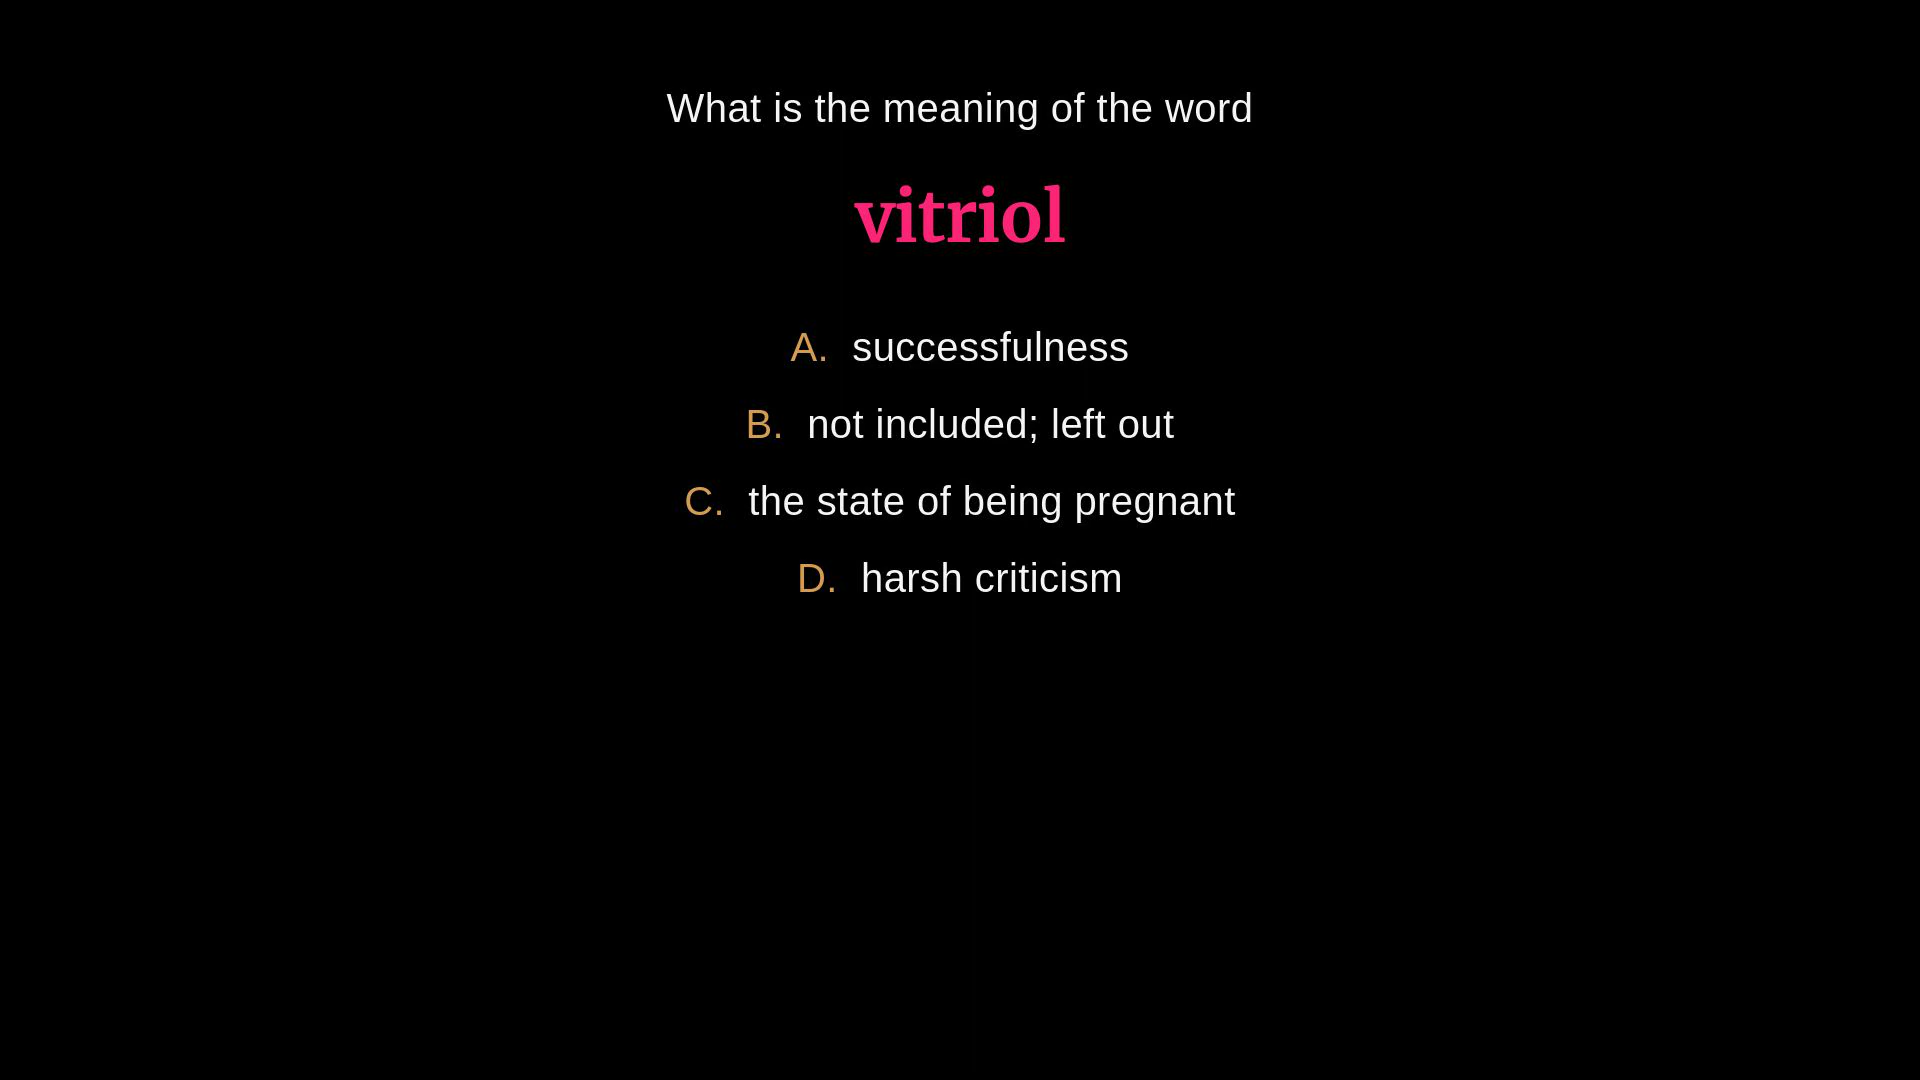 What is the meaning of the word
vitriol
A. successfulness
B. not included; left out
C. the state of being pregnant
D. harsh criticism